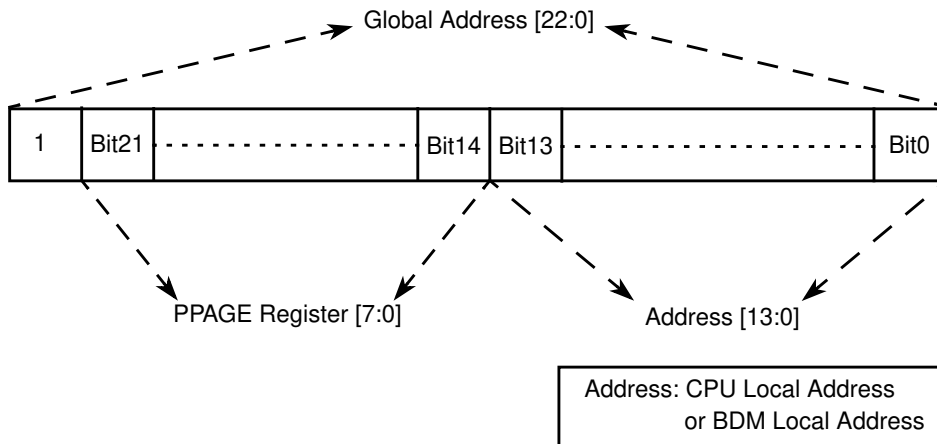 Global Address [22:0]
1 Bit21 Bit14 Bit13 Bit0
PPAGE Register [7:0] Address [13:0]
Address: CPU Local Address
or BDM Local Address